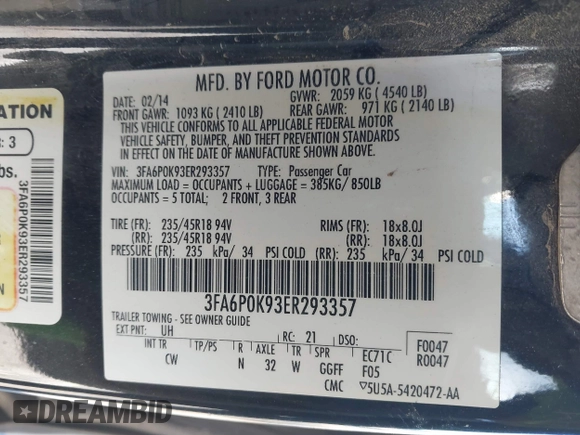 MFD. BY FORD MOTOR CO.
DATE: 02/14 GVWR: 2059 KG ( 4540 LB)
FRONT GAWR: 1093 KG ( 2410 LB) REAR GAWR: 971 KG ( 2140 LB)
THIS VEHICLE CONFORMS TO ALL APPLICABLE FEDERAL MOTOR
VEHICLE SAFETY, BUMPER, AND THEFT PREVENTION STANDARDS
IN EFFECT ON THE DATE OF MANUFACTURE SHOWN ABOVE.
VIN: 3FA6P0K93ER293357 TYPE: Passenger Car
MAXIMUM LOAD = OCCUPANTS + LUGGAGE = 385KG/ 850LB
OCCUPANTS = 5 TOTAL; 2 FRONT, 3 REAR
TIRE (FR): 235/45R18 94V RIMS (FR): 18x8.0J
(RR): 235/45R18 94V (RR): 18x8.0J
PRESSURE (FR): 235 kPa/ 34 PSI COLD (RR): 235 kPa/ 34 PSI COLD
3FA6P0K93ER293357
TRAILER TOWING - SEE OWNER GUIDE
EXT PNT: UH RC: 21 DSO: F0047
INT TR TP/PS R AXLE TR SPR EC71C R0047
CW N 32 W GGFF F05
CMC ▽5U5A-5420472-AA
ATION
: 3
bs.
3FA6P0K93ER293357
N
DREAMBID